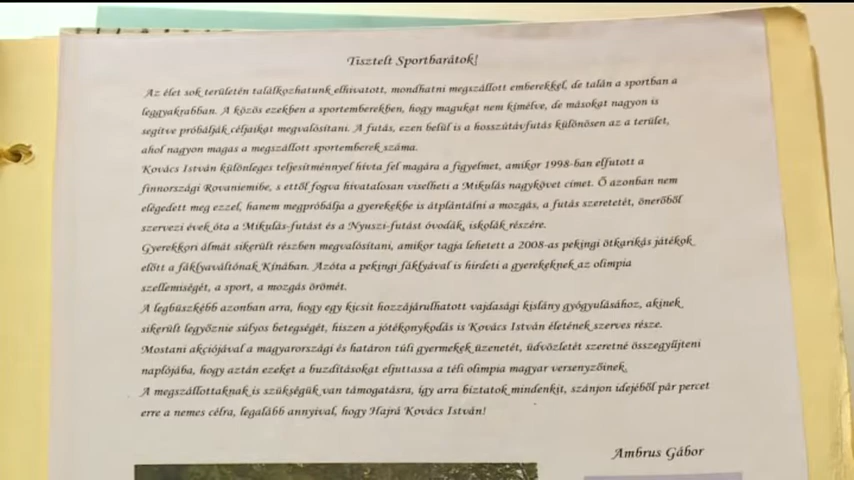 Tisztelt Sportbarátok!
Az élet sok területén találkozhatunk elhivatott, mondhatni megszállott emberekkel, de talán a sportban a
leggyakrabban. A közös ezekben a sportemberekben, hogy magukat nem kímélve, de másokat nagyon is
segítve próbálják céljaikat megvalósítani. A futás, ezen belül is a hosszútávfutás különösen az a terület,
ahol nagyon magas a megszállott sportemberek száma.
Kovács István különleges teljesítménnyel hívta fel magára a figyelmet, amikor 1998-ban elfutott a
finnországi Rovaniemibe, s ettől fogva hivatalosan viselheti a Mikulás nagykövet címet. Ő azonban nem
elégedett meg ezzel, hanem megpróbálja a gyerekekbe is átplántálni a mozgás, a futás szeretetét, önerőből
szervezi évek óta a Mikulás-futást és a Nyuszi-futást óvodák, iskolák részére.
Gyerekkori álmát sikerült részben megvalósítani, amikor tagja lehetett a 2008-as pekingi ötkarikás játékok
előtt a fáklyaváltónak Kínában. Azóta a pekingi fáklyával is hirdeti a gyerekeknek az olimpia
szellemiségét, a sport, a mozgás örömét.
A legbüszkébb azonban arra, hogy egy kicsit hozzájárulhatott vajdasági kislány gyógyulásához, akinek
sikerült legyőznie súlyos betegségét, hiszen a jótékonykodás is Kovács István életének szerves része.
Mostani akciójával a magyarországi és határon túli gyermekek üzenetét, üdvözletét szeretné összegyűjteni
naplójába, hogy aztán ezeket a buzdításokat eljuttassa a téli olimpia magyar versenyzőinek.
A megszállottaknak is szükségük van támogatásra, így arra biztatok mindenkit, szánjon idejéből pár percet
erre a nemes célra, legalább annyival, hogy Hajrá Kovács István!
Ambrus Gábor